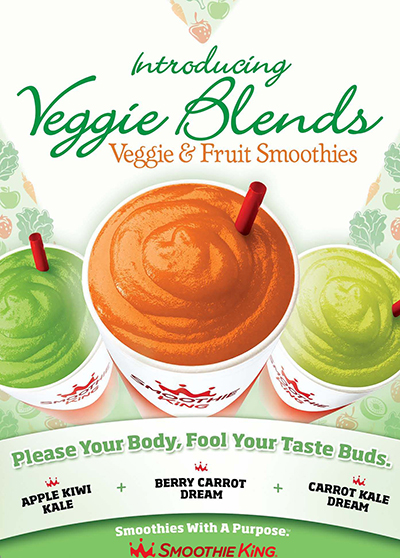 Introducing
Veggie Blends
Veggie & Fruit Smoothies
SMOOTHIE
KING
SMOOTHIE
KING
SMOOTHIE
KING
Please Your Body, Fool Your Taste Buds.
APPLE KIWI
KALE
+
BERRY CARROT
DREAM
+
CARROT KALE
DREAM
Smoothies With A Purpose.
SMOOTHIE KING.